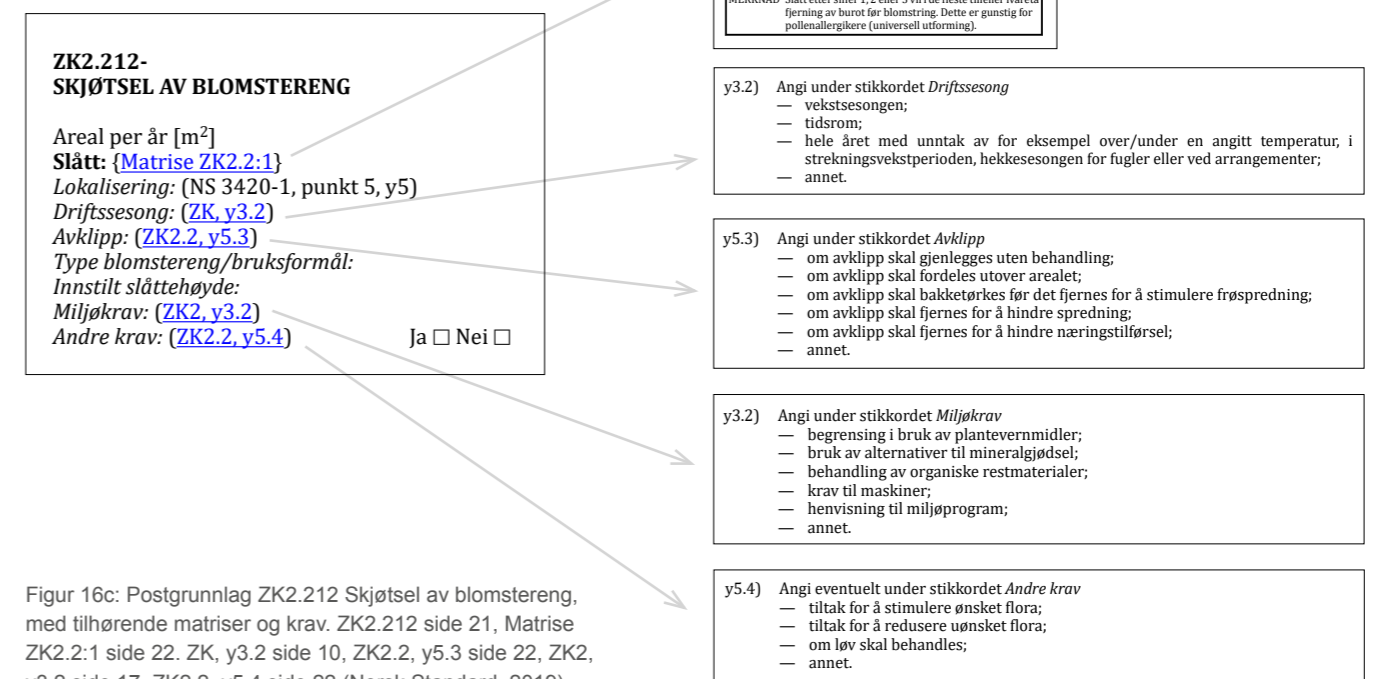 ZK2.212-
SKJØTSEL AV BLOMSTERENG
Areal per år [m²]
Slått: {Matrise ZK2.2:1}
Lokalisering: (NS 3420-1, punkt 5, y5)
Driftssesong: (ZK, y3.2)
Avklipp: (ZK2.2, y5.3)
Type blomstereng/bruksformål:
Innstilt slåttehøyde:
Miljøkrav: (ZK2, y3.2)
Andre krav: (ZK2.2, y5.4) Ja ☐ Nei ☐
Figur 16c: Postgrunnlag ZK2.212 Skjøtsel av blomstereng,
med tilhørende matriser og krav. ZK2.212 side 21, Matrise
ZK2.2:1 side 22. ZK, y3.2 side 10, ZK2.2, y5.3 side 22, ZK2,
fjerning av burot før blomstring. Dette er gunstig for
pollenallergikere (universell utforming).
y3.2) Angi under stikkordet Driftssesong
— vekstsesongen;
— tidsrom;
— hele året med unntak av for eksempel over/under en angitt temperatur, i
strekningsvekstperioden, hekkesesongen for fugler eller ved arrangementer;
— annet.
y5.3) Angi under stikkordet Avklipp
— om avklipp skal gjenlegges uten behandling;
— om avklipp skal fordeles utover arealet;
— om avklipp skal bakketørkes før det fjernes for å stimulere frøspredning;
— om avklipp skal fjernes for å hindre spredning;
— om avklipp skal fjernes for å hindre næringstilførsel;
— annet.
y3.2) Angi under stikkordet Miljøkrav
— begrensing i bruk av plantevernmidler;
— bruk av alternativer til mineralgjødsel;
— behandling av organiske restmaterialer;
— krav til maskiner;
— henvisning til miljøprogram;
— annet.
y5.4) Angi eventuelt under stikkordet Andre krav
— tiltak for å stimulere ønsket flora;
— tiltak for å redusere uønsket flora;
— om løv skal behandles;
— annet.